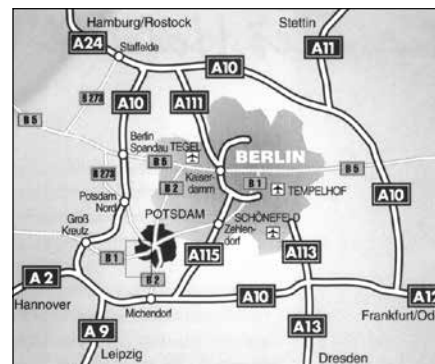 Hamburg/Rostock
Stettin
A24
Staffelde
A11
A10
B 273
A10
A111
B 5
Berlin
Spandau
TEGEL
BERLIN
B 5
B 5
Kaiser-
damm
B 273
B 2
B 1
TEMPELHOF
A10
Potsdam
Nord
POTSDAM
SCHÖNEFELD
Groß
Kreutz
Zehlen-
dorf
B 1
A115
A113
A 2
B 2
Hannover
Michendorf
A10
A12
Frankfurt/Od
A 9
A13
Leipzig
Dresden